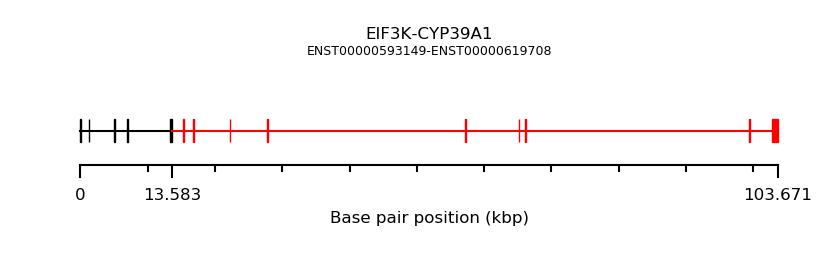 EIF3K-CYP39A1
ENST00000593149-ENST00000619708
0 13.583 103.671
Base pair position (kbp)